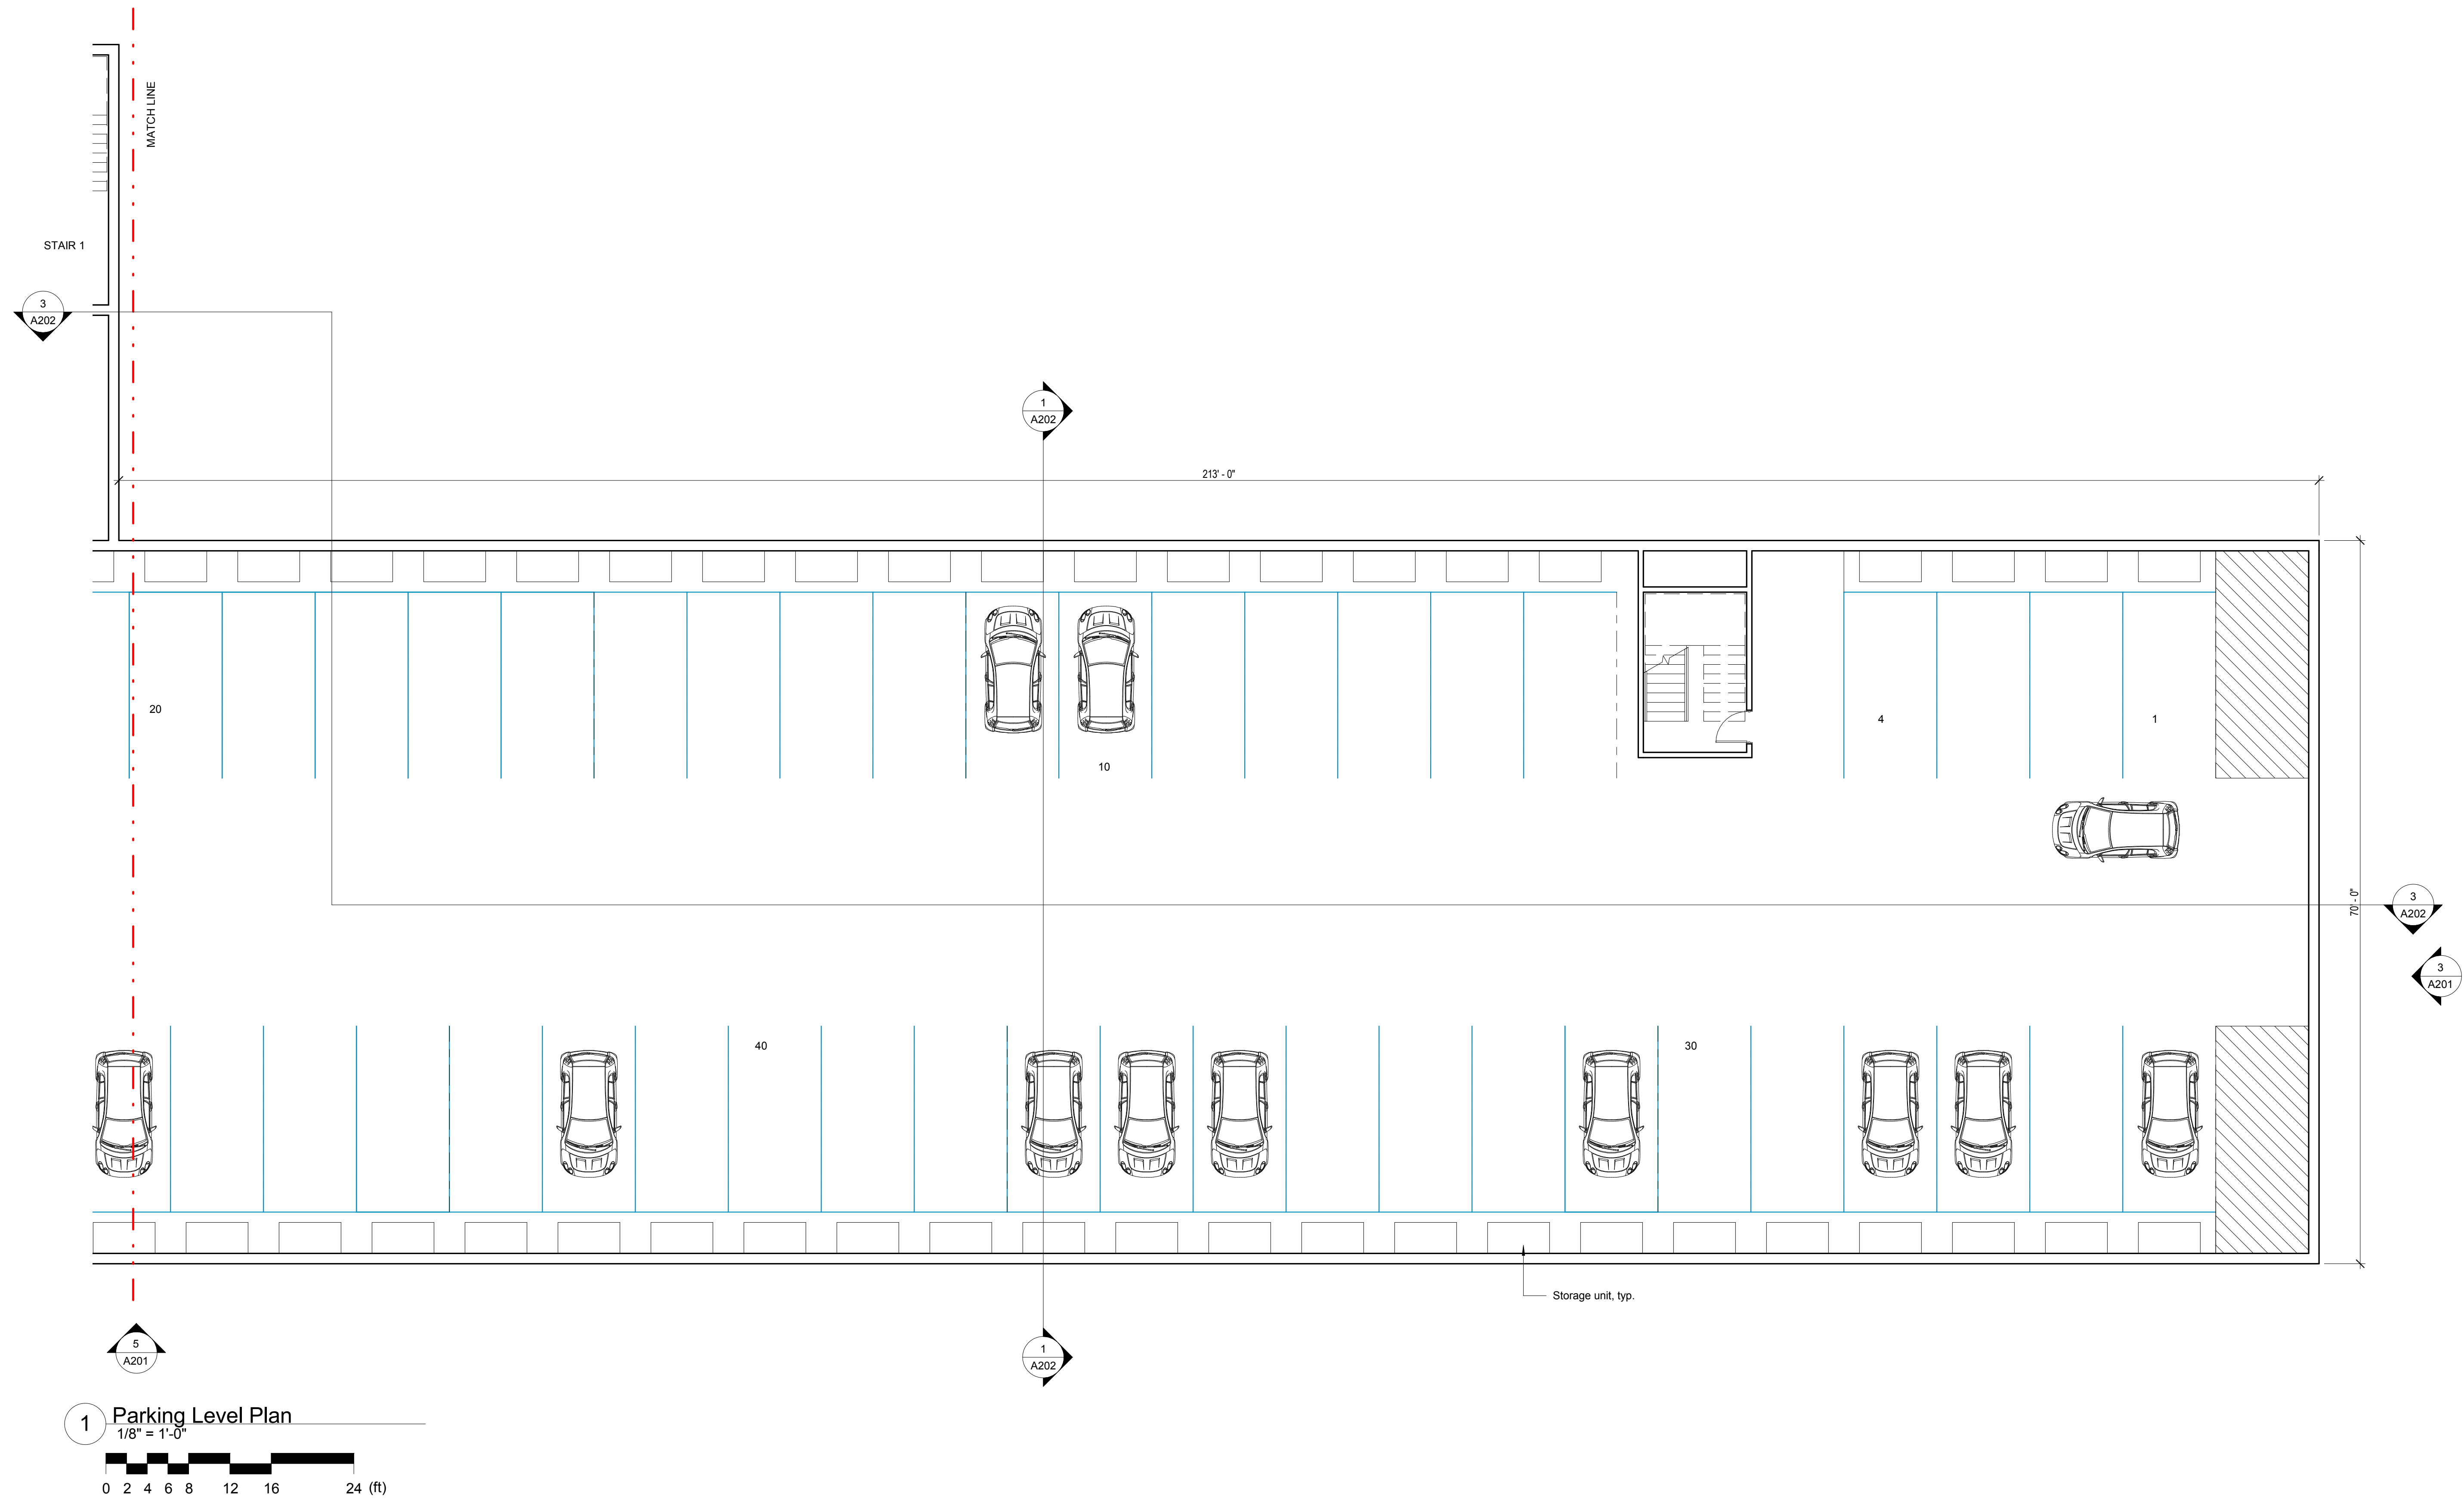 MATCH LINE
STAIR 1
3
A202
1
A202
213' - 0"
20
10
4
1
70' - 0"
3
A202
3
A201
40
30
Storage unit, typ.
5
A201
1
A202
1
Parking Level Plan
1/8" = 1'-0"
0 2 4 6 8 12 16 24 (ft)